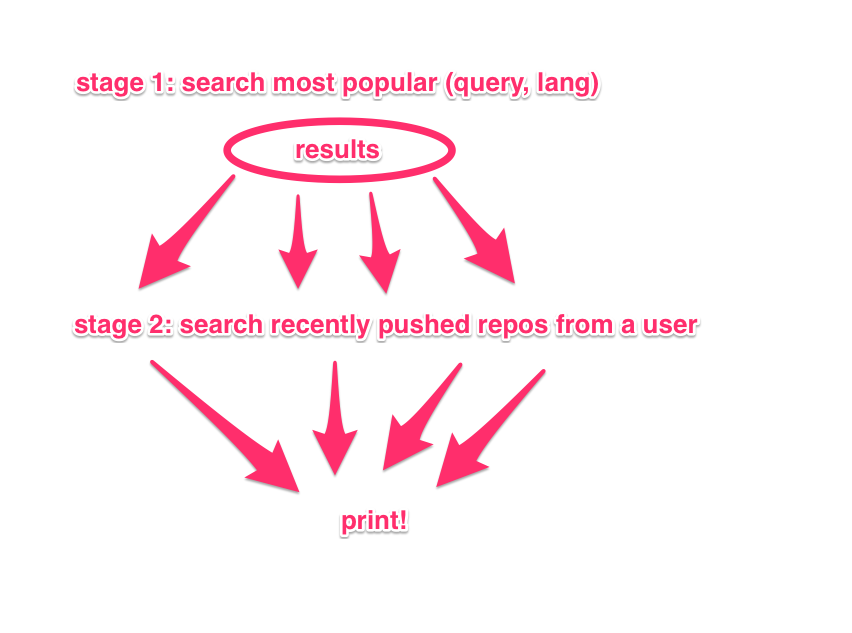 stage 1: search most popular (query, lang)
results
stage 2: search recently pushed repos from a user
print!